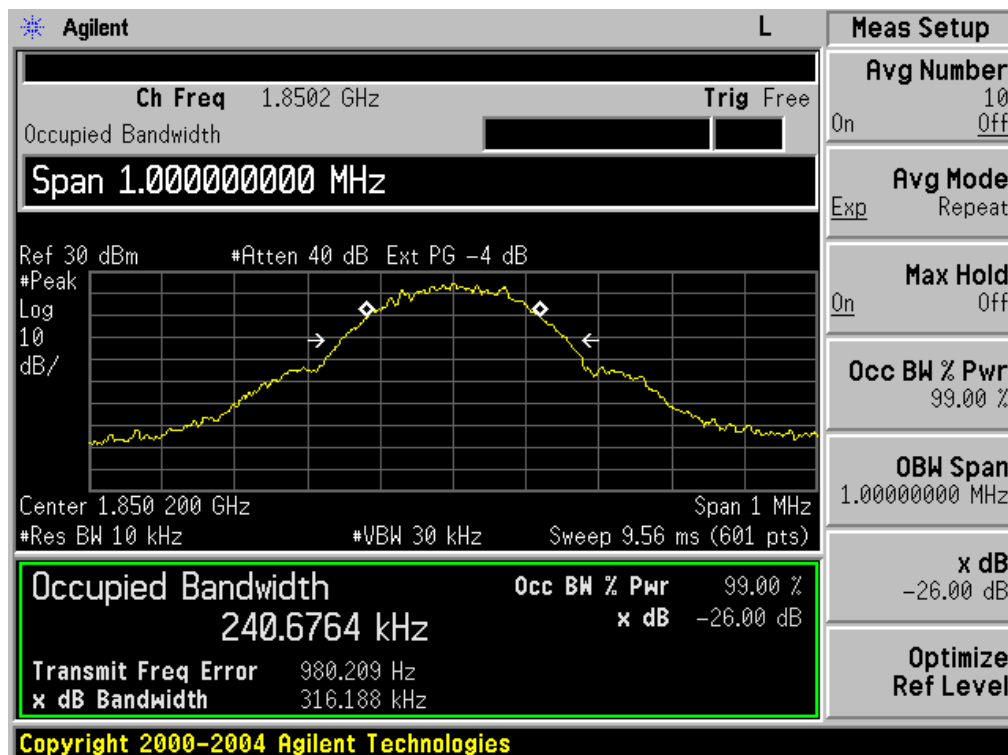 Agilent L
Ch Freq 1.8502 GHz Trig Free
Occupied Bandwidth
Span 1.000000000 MHz
Ref 30 dBm #Atten 40 dB Ext PG -4 dB
#Peak
Log
10
dB/
Center 1.850 200 GHz Span 1 MHz
#Res BW 10 kHz #VBW 30 kHz Sweep 9.56 ms (601 pts)
Occupied Bandwidth Occ BW % Pwr 99.00 %
240.6764 kHz x dB -26.00 dB
Transmit Freq Error 980.209 Hz
x dB Bandwidth 316.188 kHz
Copyright 2000-2004 Agilent Technologies
Meas Setup
Avg Number
10
On Off
Avg Mode
Exp Repeat
Max Hold
On Off
Occ BW % Pwr
99.00 %
OBW Span
1.00000000 MHz
x dB
-26.00 dB
Optimize
Ref Level